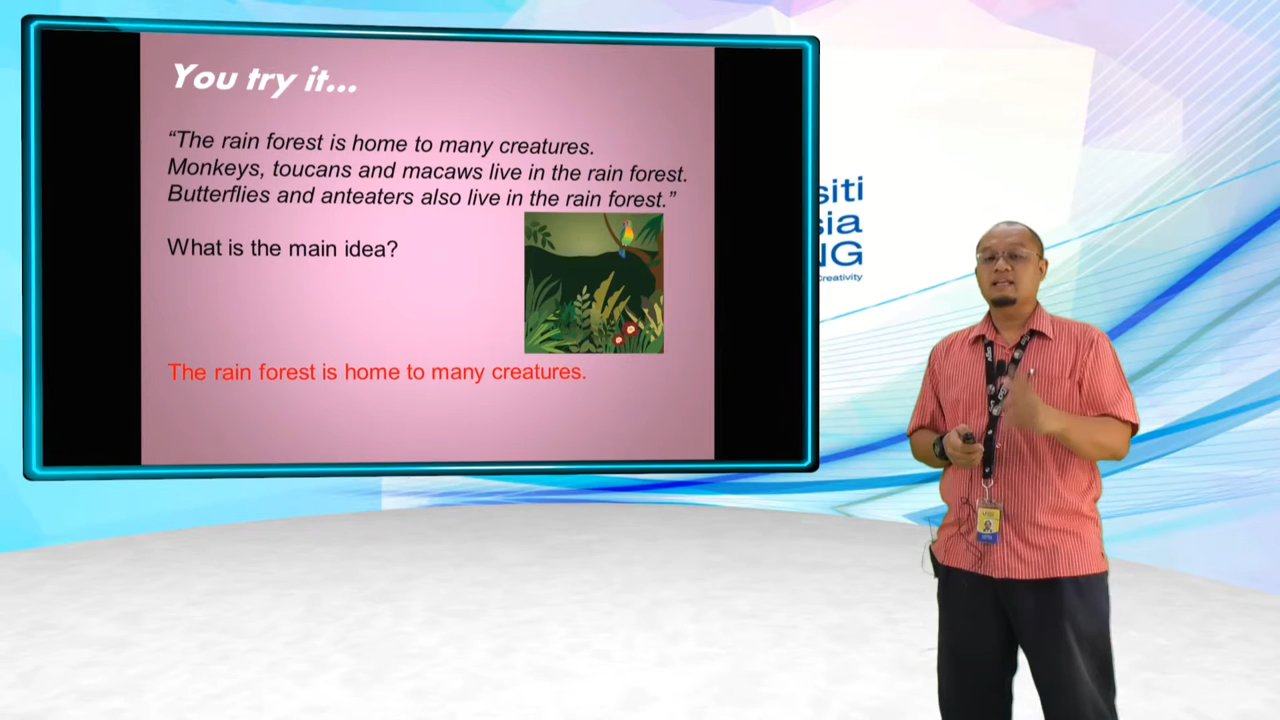 You try it...
“The rain forest is home to many creatures.
Monkeys, toucans and macaws live in the rain forest.
Butterflies and anteaters also live in the rain forest.”
What is the main idea?
The rain forest is home to many creatures.
siti
sia
NG
Creativity